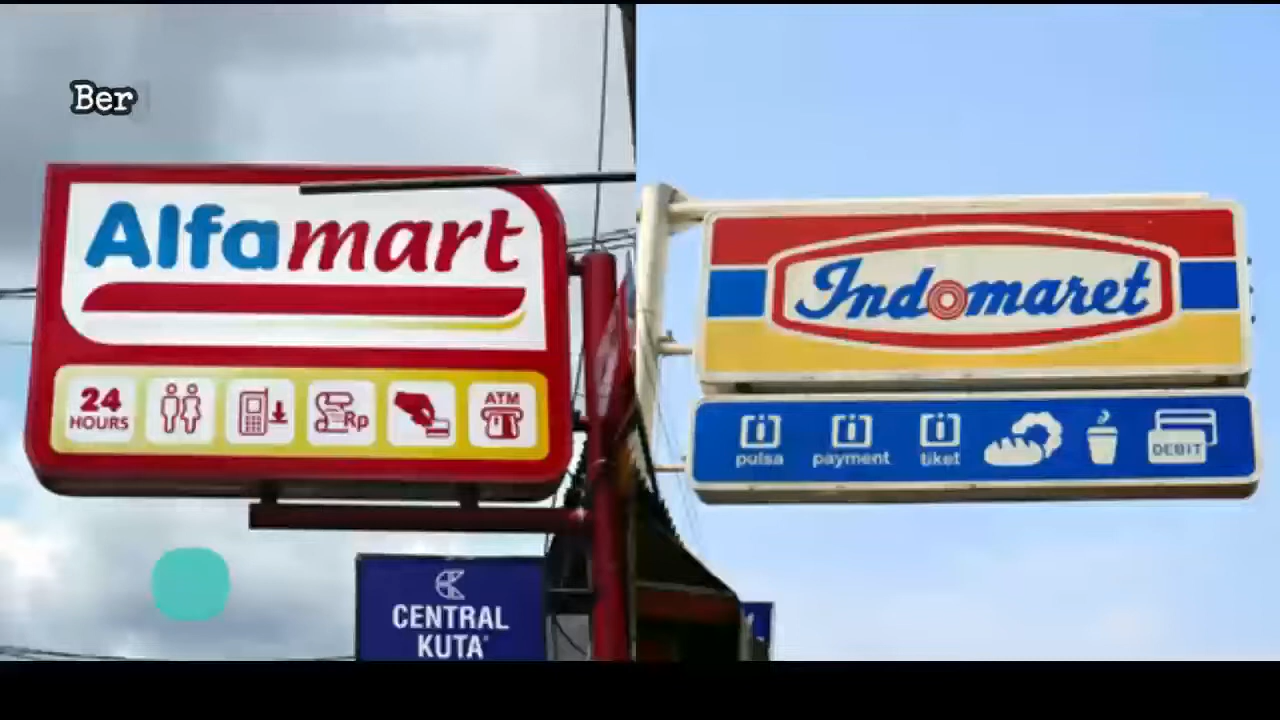 Ber
Alfamart
24
HOURS
Rp
ATM
CENTRAL
KUTA
Indomaret
pulsa
payment
tiket
DEBIT